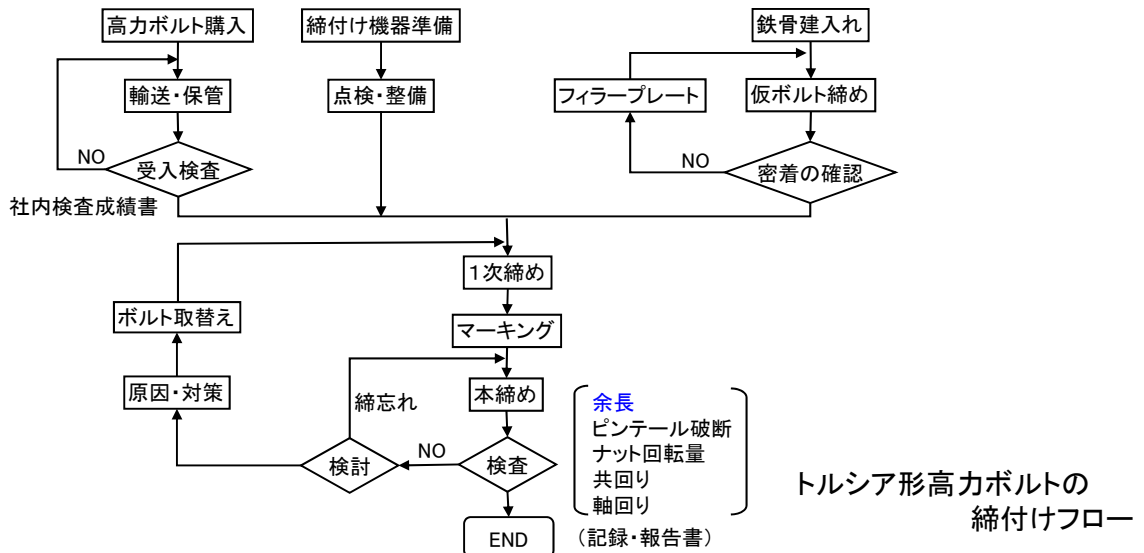 高力ボルト購入
締付け機器準備
鉄骨建入れ
輸送・保管
点検・整備
フィラープレート
仮ボルト締め
NO
受入検査
NO
密着の確認
社内検査成績書
1次締め
ボルト取替え
マーキング
原因・対策
締忘れ
本締め
余長
ピンテール破断
ナット回転量
共回り
軸回り
検討
NO
検査
トルシア形高力ボルトの
締付けフロー
END
(記録・報告書)